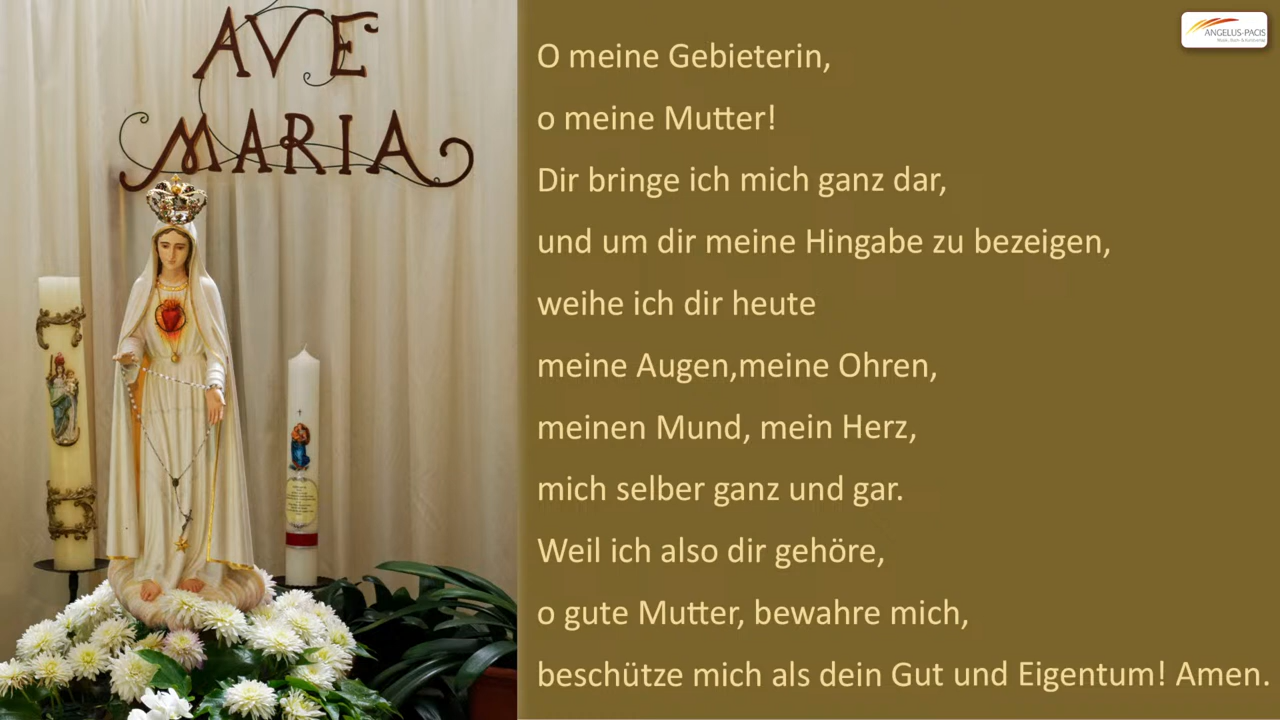 AVE
MARIA
ANGELUS-PACIS
O meine Gebieterin,
o meine Mutter!
Dir bringe ich mich ganz dar,
und um dir meine Hingabe zu bezeigen,
weihe ich dir heute
meine Augen,meine Ohren,
meinen Mund, mein Herz,
mich selber ganz und gar.
Weil ich also dir gehöre,
o gute Mutter, bewahre mich,
beschütze mich als dein Gut und Eigentum! Amen.